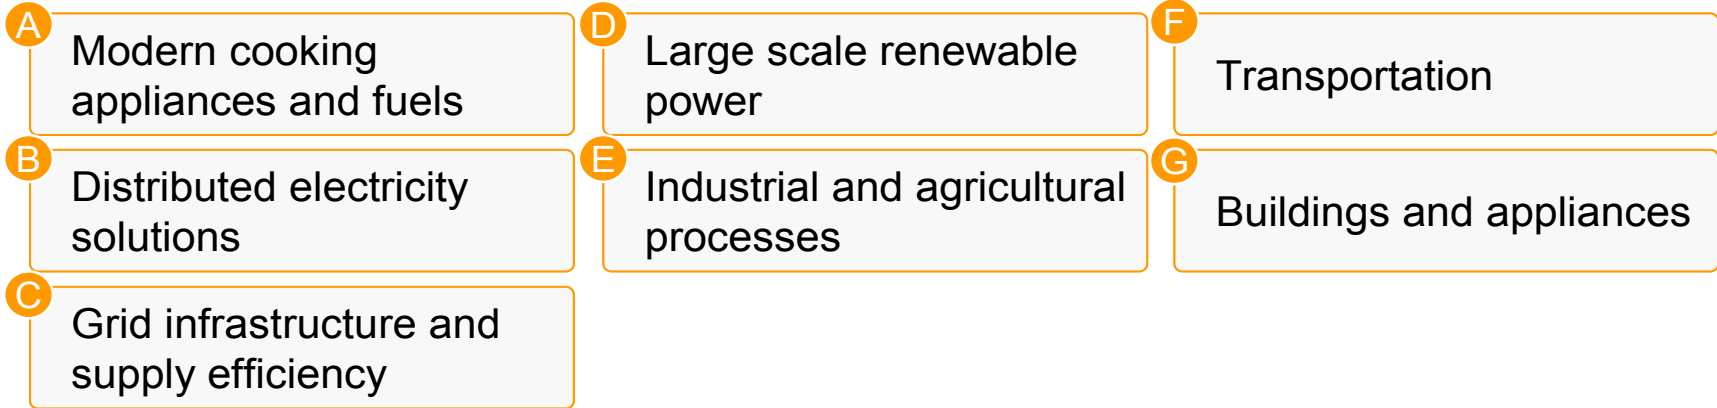 A
Modern cooking
appliances and fuels
B
Distributed electricity
solutions
C
Grid infrastructure and
supply efficiency
D
Large scale renewable
power
E
Industrial and agricultural
processes
F
Transportation
G
Buildings and appliances